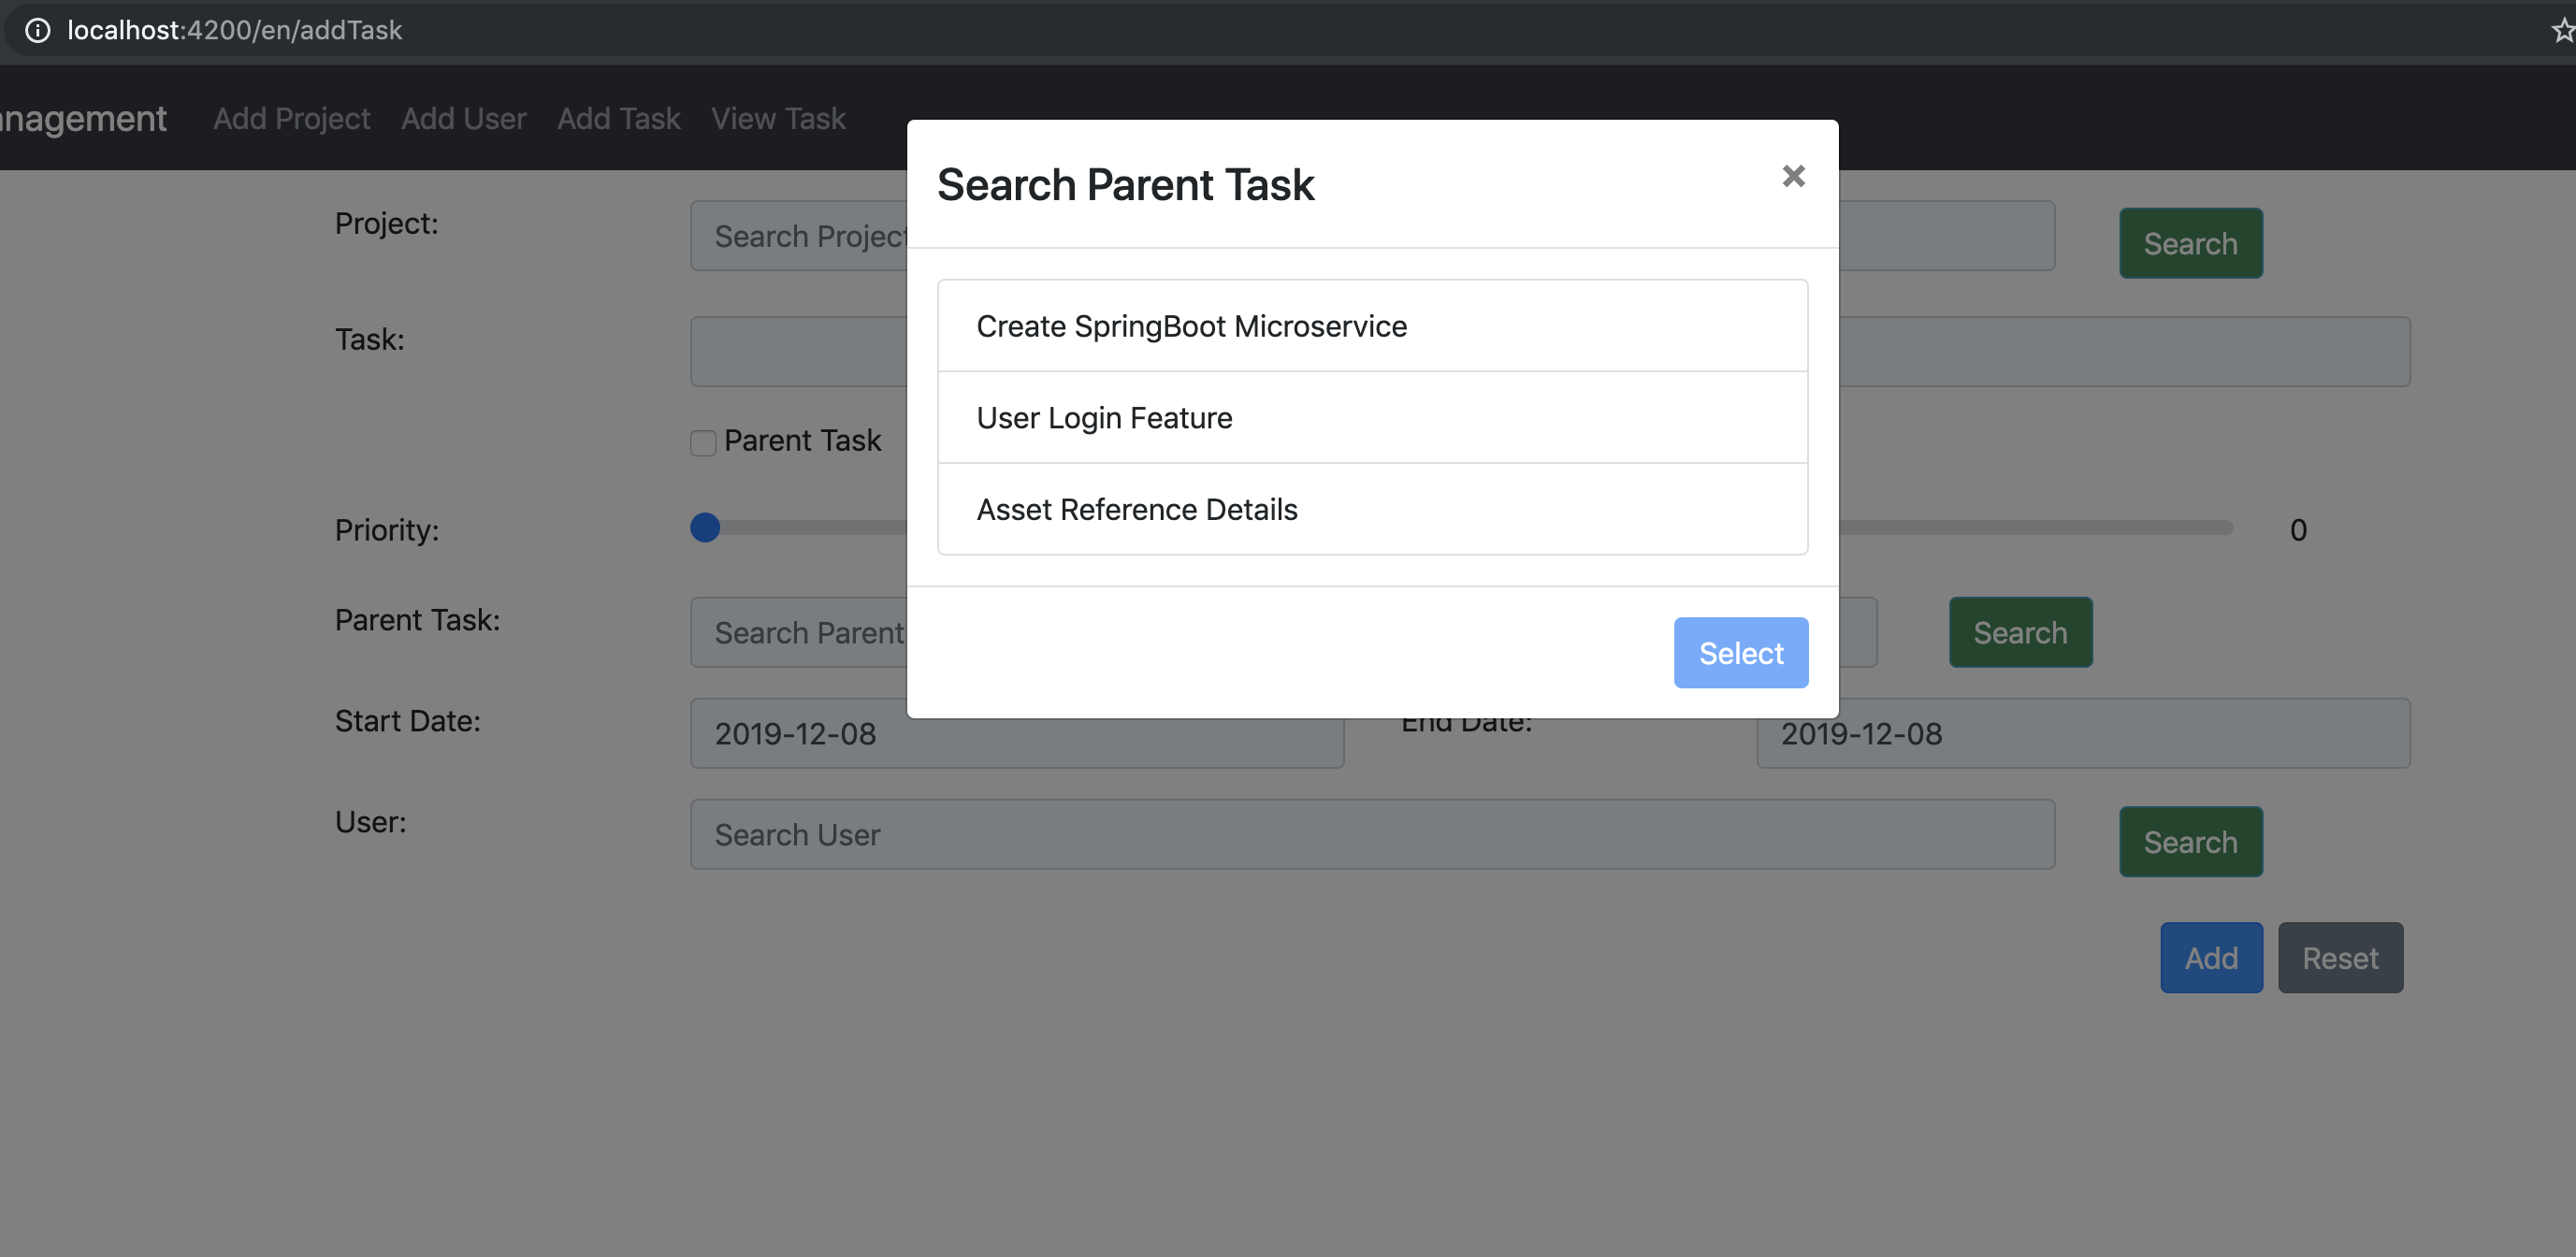 localhost:4200/en/addTask
nagement Add Project Add User Add Task View Task
Search Parent Task
×
Project: Search Project Search
Create SpringBoot Microservice
Task:
User Login Feature
Parent Task
Asset Reference Details
Priority: 0
Parent Task: Search Parent Search
Select
Start Date: 2019-12-08 End Date: 2019-12-08
User: Search User Search
Add Reset